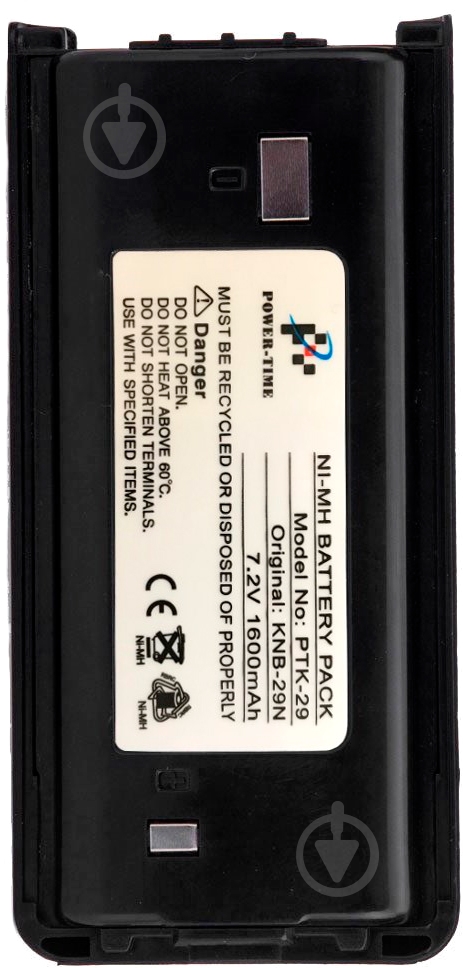 POWER-TIME
NI-MH BATTERY PACK
Model No: PTK-29
Original: KNB-29N
7.2V 1600mAh
MUST BE RECYCLED OR DISPOSED OF PROPERLY
Danger
DO NOT OPEN.
DO NOT HEAT ABOVE 60°C.
DO NOT SHORTEN TERMINALS.
USE WITH SPECIFIED ITEMS.
CE
NI-MH
NI-MH